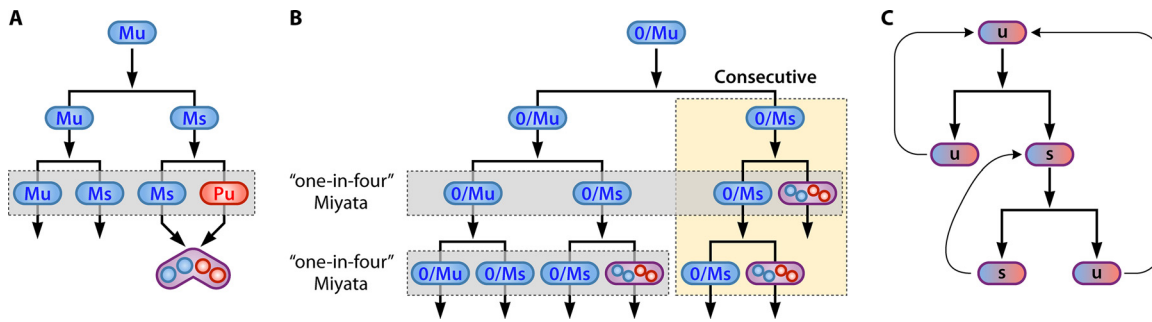 A
Mu
Mu Ms
Mu Ms Ms Pu
B
0/Mu
Consecutive
0/Mu 0/Ms
"one-in-four"
Miyata
0/Mu 0/Ms 0/Ms
"one-in-four"
Miyata
0/Mu 0/Ms 0/Ms 0/Ms
C
u
u s
s u